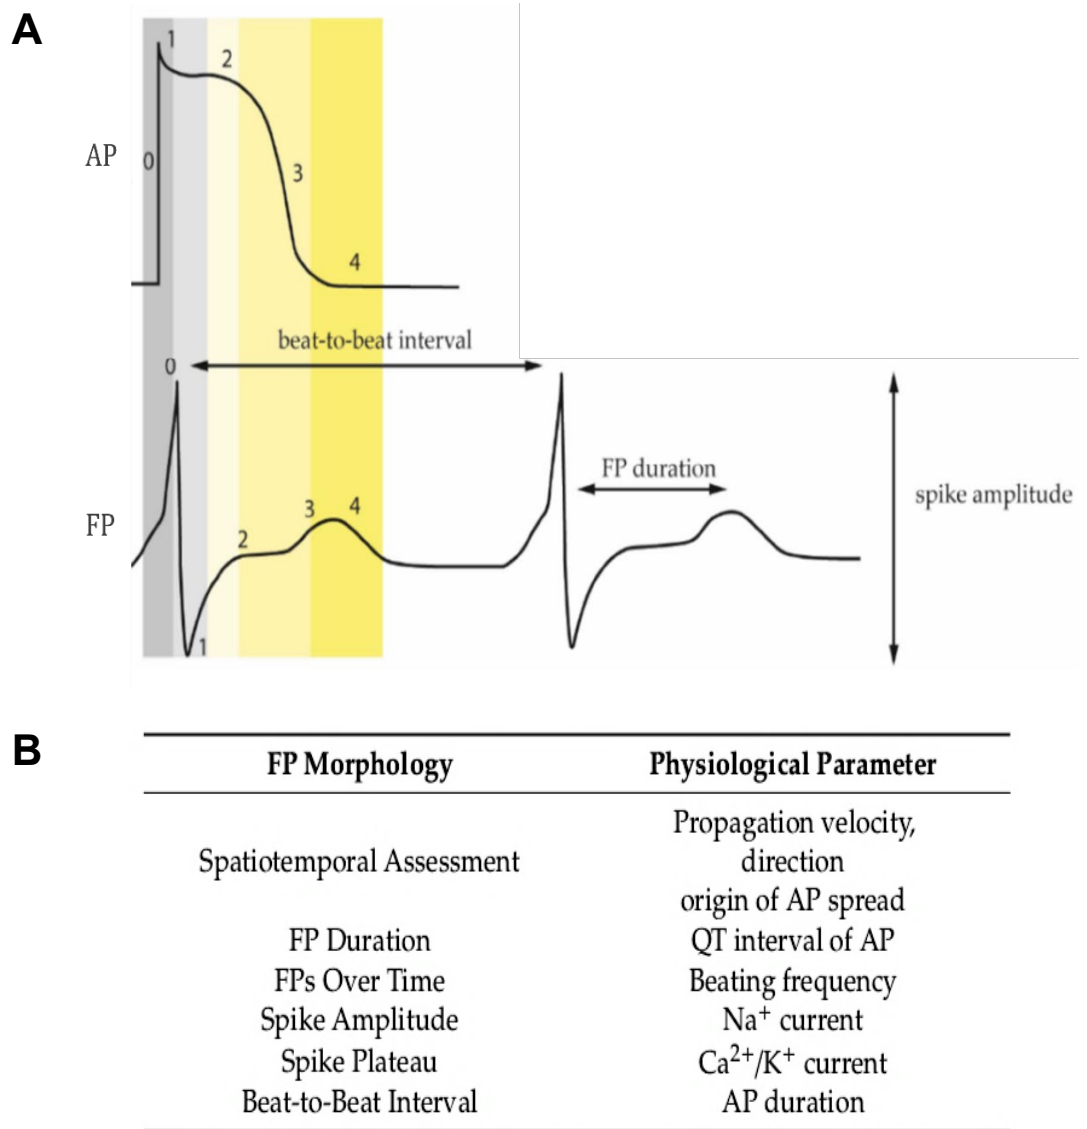 A
1
2
AP
0
3
4
beat-to-beat interval
0
FP duration
spike amplitude
3
4
FP
2
1
B
FP Morphology Physiological Parameter
Propagation velocity,
Spatiotemporal Assessment direction
origin of AP spread
FP Duration QT interval of AP
FPs Over Time Beating frequency
Spike Amplitude Na⁺ current
Spike Plateau Ca²⁺/K⁺ current
Beat-to-Beat Interval AP duration